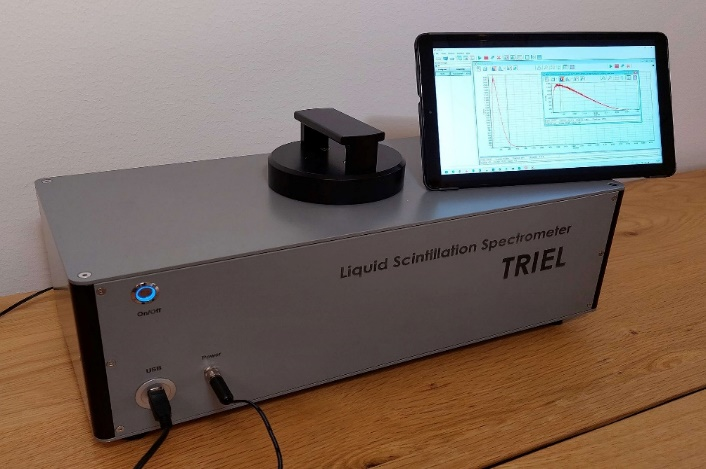 Liquid Scintillation Spectrometer
TRIEL
On/Off
Power
USB